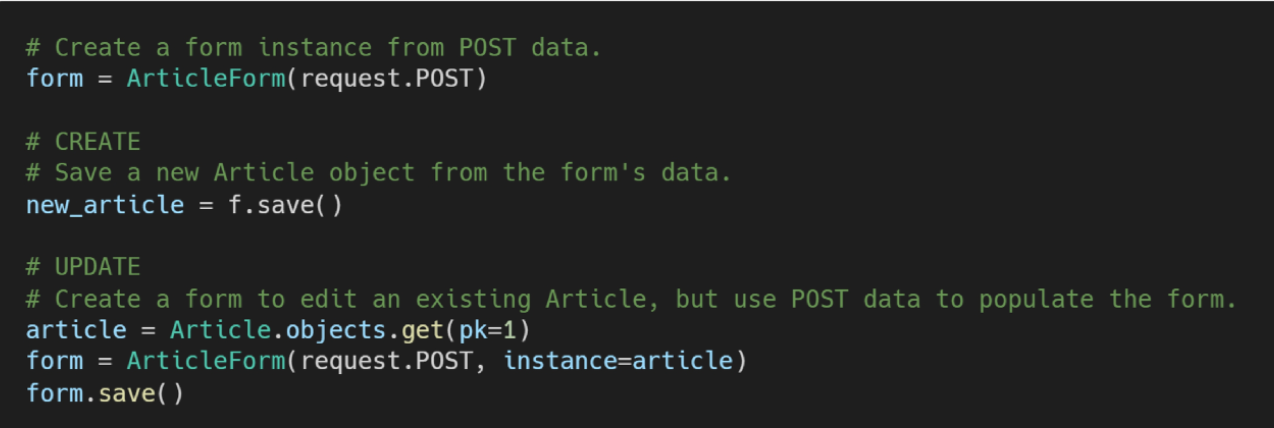 # Create a form instance from POST data.
form = ArticleForm(request.POST)
# CREATE
# Save a new Article object from the form's data.
new_article = f.save()
# UPDATE
# Create a form to edit an existing Article, but use POST data to populate the form.
article = Article.objects.get(pk=1)
form = ArticleForm(request.POST, instance=article)
form.save()